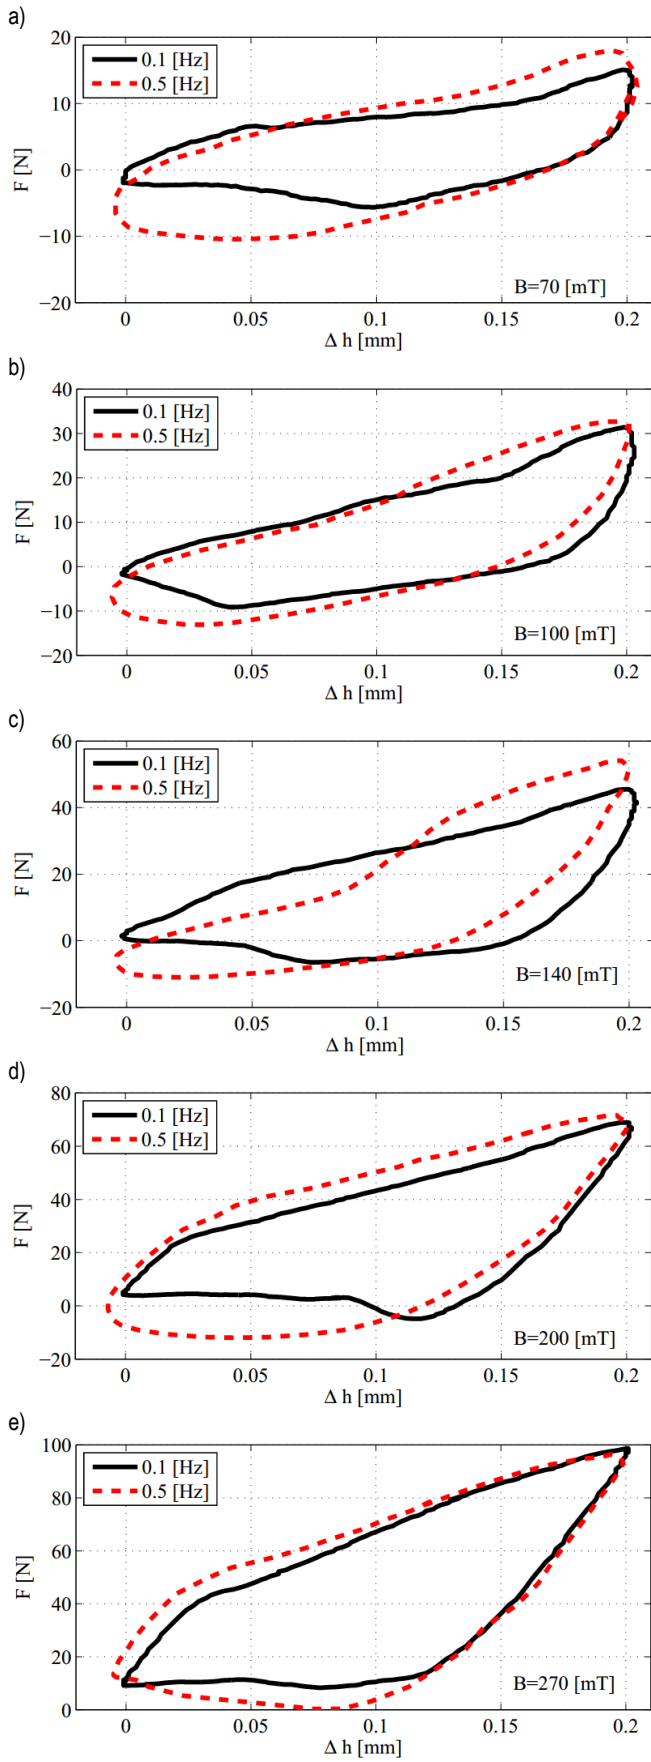 a)
20
0.1 [Hz]
0.5 [Hz]
10
F [N]
0
−10
B=70 [mT]
−20
0 0.05 0.1 0.15 0.2
Δ h [mm]
b)
40
0.1 [Hz]
0.5 [Hz]
30
20
F [N]
10
0
−10
B=100 [mT]
−20
0 0.05 0.1 0.15 0.2
Δ h [mm]
c)
60
0.1 [Hz]
0.5 [Hz]
40
F [N]
20
0
B=140 [mT]
−20
0 0.05 0.1 0.15 0.2
Δ h [mm]
d)
80
0.1 [Hz]
0.5 [Hz]
60
40
F [N]
20
0
B=200 [mT]
−20
0 0.05 0.1 0.15 0.2
Δ h [mm]
e)
100
0.1 [Hz]
0.5 [Hz]
80
60
F [N]
40
20
B=270 [mT]
0
0 0.05 0.1 0.15 0.2
Δ h [mm]